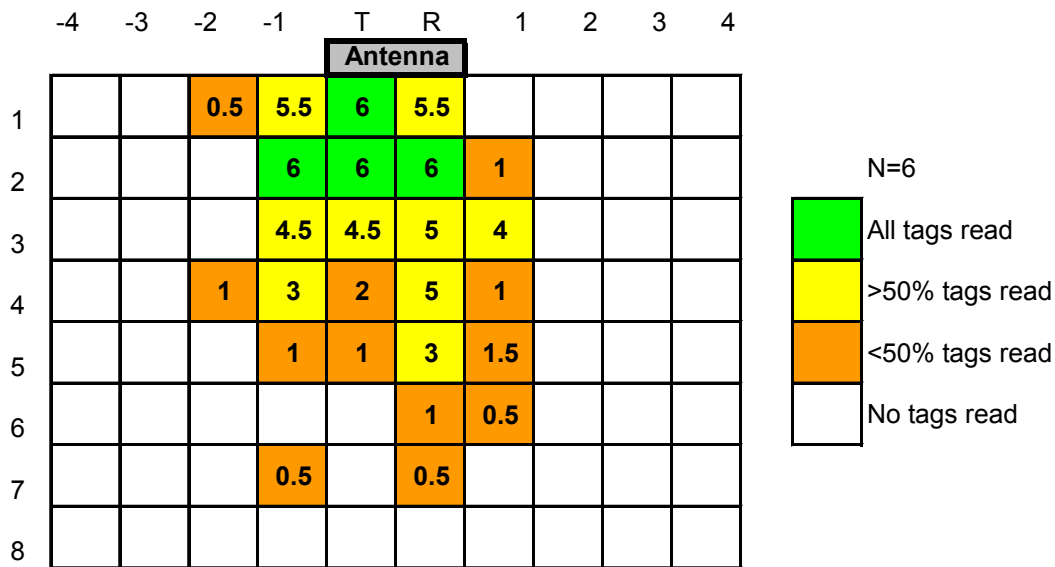 -4 -3 -2 -1 T R 1 2 3 4
Antenna
1 0.5 5.5 6 5.5
2 6 6 6 1 N=6
3 4.5 4.5 5 4 All tags read
4 1 3 2 5 1 >50% tags read
5 1 1 3 1.5 <50% tags read
6 1 0.5 No tags read
7 0.5 0.5
8